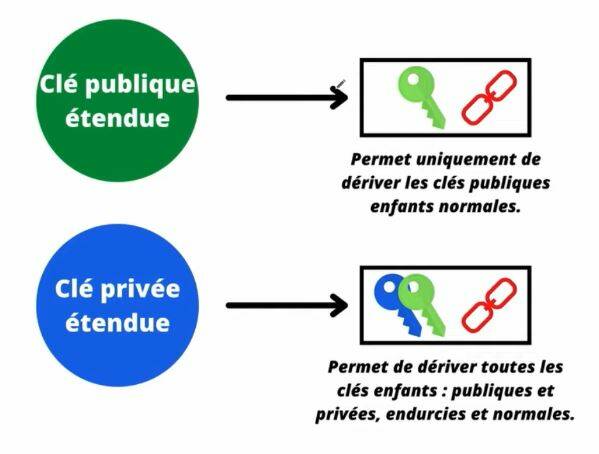 Clé publique
étendue
Permet uniquement de
dériver les clés publiques
enfants normales.
Clé privée
étendue
Permet de dériver toutes les
clés enfants : publiques et
privées, endurcies et normales.